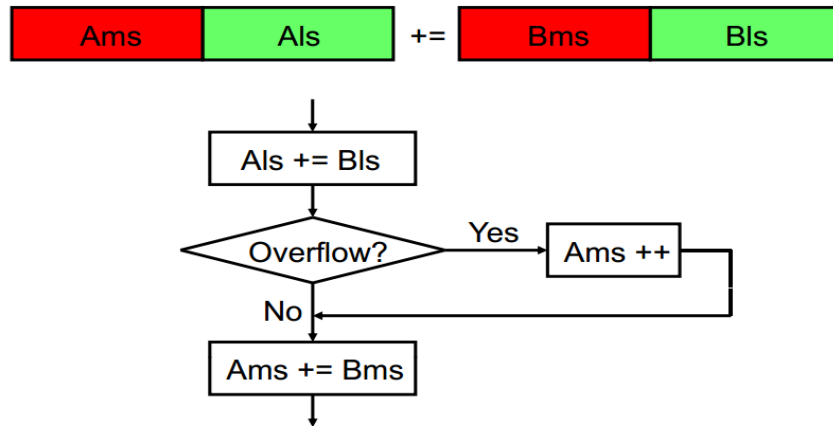 Ams Als += Bms Bls
Als += Bls
Overflow?
Yes
Ams ++
No
Ams += Bms